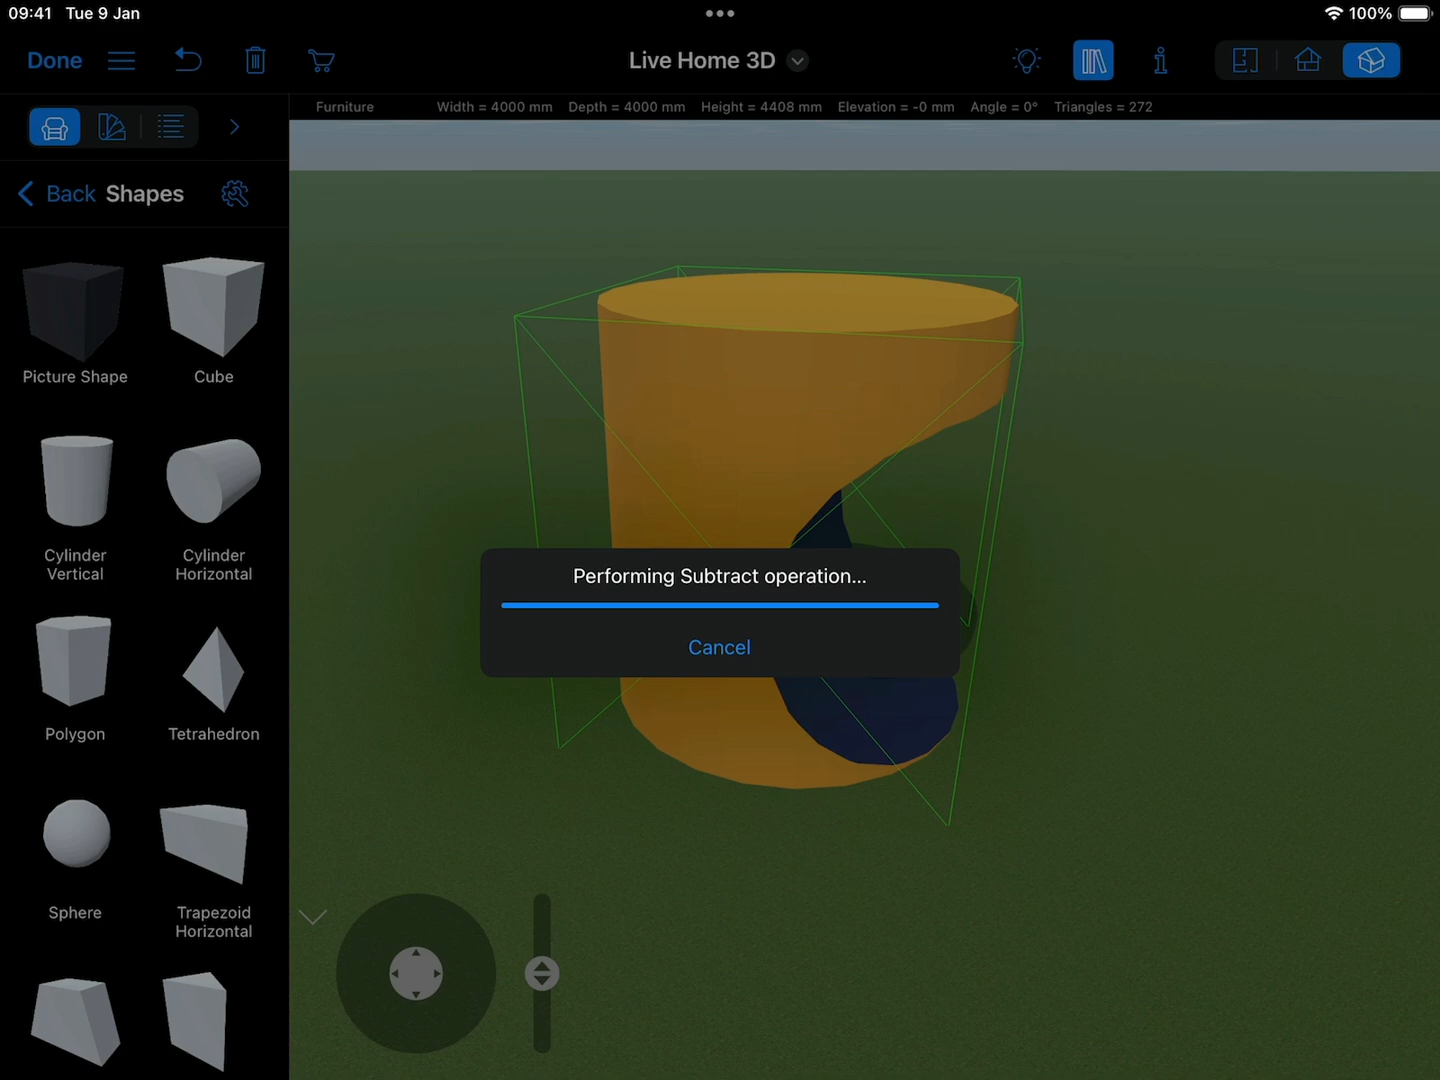 09:41 Tue 9 Jan
100%
Done
Live Home 3D
Furniture Width = 4000 mm Depth = 4000 mm Height = 4408 mm Elevation = -0 mm Angle = 0° Triangles = 272
Back Shapes
Picture Shape
Cube
Cylinder
Vertical
Cylinder
Horizontal
Polygon
Tetrahedron
Sphere
Trapezoid
Horizontal
Performing Subtract operation...
Cancel